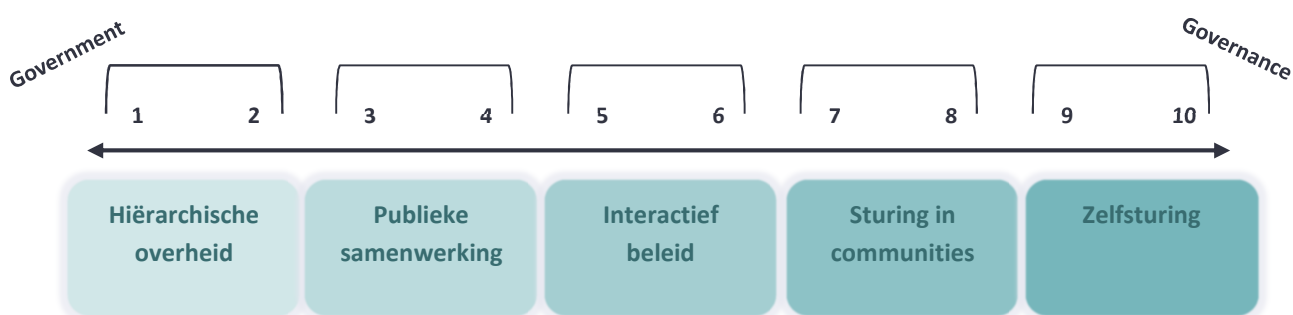 Government
Governance
1 2 3 4 5 6 7 8 9 10
Hiërarchische
overheid
Publieke
samenwerking
Interactief
beleid
Sturing in
communities
Zelfsturing